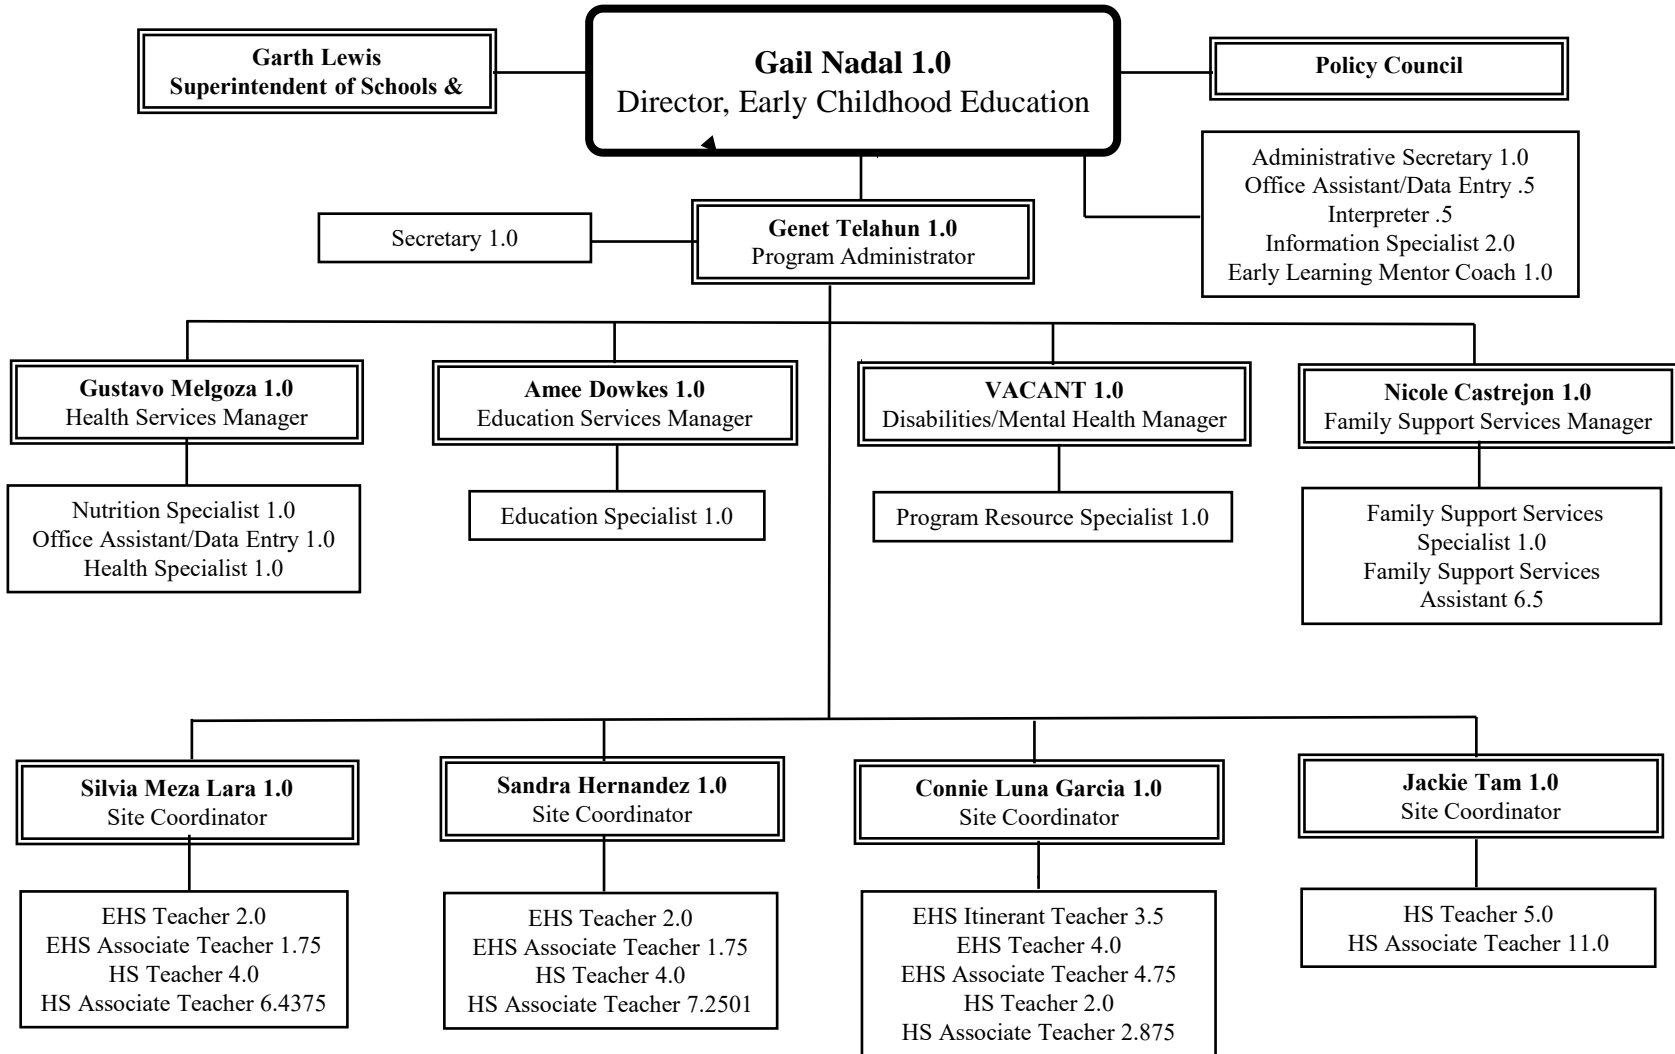 Garth Lewis
Superintendent of Schools &
Gail Nadal 1.0
Director, Early Childhood Education
Policy Council
Administrative Secretary 1.0
Office Assistant/Data Entry .5
Interpreter .5
Information Specialist 2.0
Early Learning Mentor Coach 1.0
Secretary 1.0
Genet Telahun 1.0
Program Administrator
Gustavo Melgoza 1.0
Health Services Manager
Amee Dowkes 1.0
Education Services Manager
VACANT 1.0
Disabilities/Mental Health Manager
Nicole Castrejon 1.0
Family Support Services Manager
Nutrition Specialist 1.0
Office Assistant/Data Entry 1.0
Health Specialist 1.0
Education Specialist 1.0
Program Resource Specialist 1.0
Family Support Services
Specialist 1.0
Family Support Services
Assistant 6.5
Silvia Meza Lara 1.0
Site Coordinator
Sandra Hernandez 1.0
Site Coordinator
Connie Luna Garcia 1.0
Site Coordinator
Jackie Tam 1.0
Site Coordinator
EHS Teacher 2.0
EHS Associate Teacher 1.75
HS Teacher 4.0
HS Associate Teacher 6.4375
EHS Teacher 2.0
EHS Associate Teacher 1.75
HS Teacher 4.0
HS Associate Teacher 7.2501
EHS Itinerant Teacher 3.5
EHS Teacher 4.0
EHS Associate Teacher 4.75
HS Teacher 2.0
HS Associate Teacher 2.875
HS Teacher 5.0
HS Associate Teacher 11.0